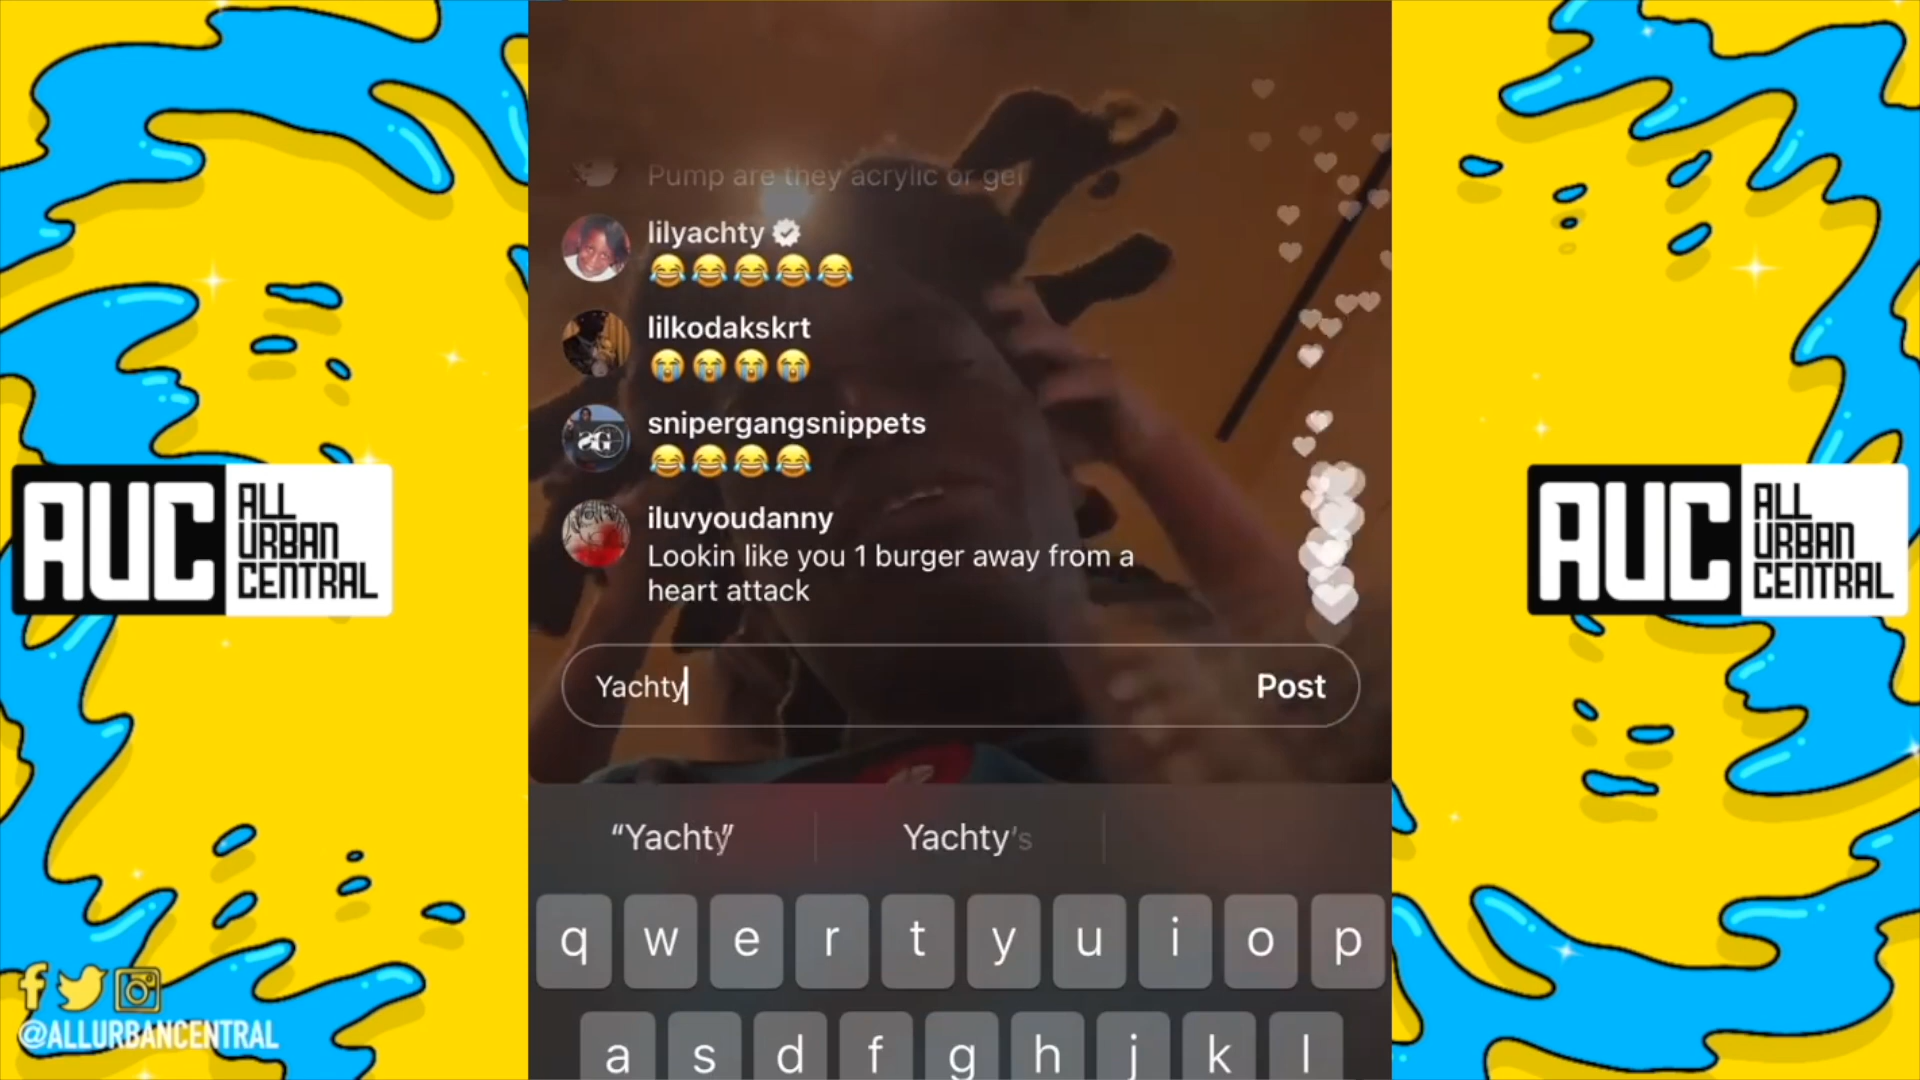 Pump are they acrylic or gel
lilyachty
😂😂😂😂😂
lilkodakskrt
😭😭😭😭
snipergangsnippets
😂😂😂😂
SG
iluvyoudanny
Lookin like you 1 burger away from a
heart attack
Yachty
Post
“Yachty”
Yachty's
q w e r t y u i o p
a s d f g h j k l
AUC
ALL
URBAN
CENTRAL
AUC
ALL
URBAN
CENTRAL
@ALLURBANCENTRAL